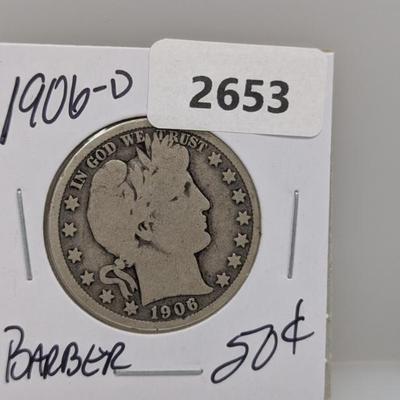 1906-D
2653
IN GOD WE TRUST
1906
BARBER 50¢